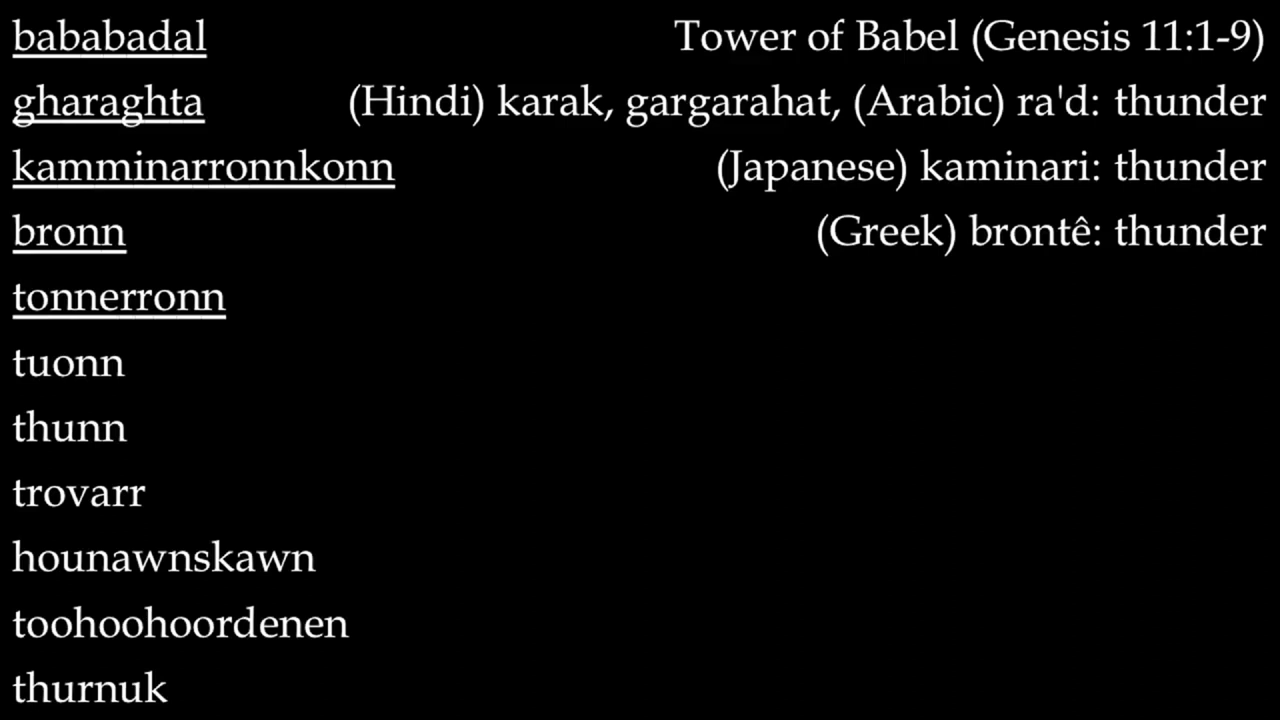 bababadal Tower of Babel (Genesis 11:1-9)
gharaghta (Hindi) karak, gargarahat, (Arabic) ra'd: thunder
kamminarronnkonn (Japanese) kaminari: thunder
bronn (Greek) brontê: thunder
tonnerronn
tuonn
thunn
trovarr
hounawnskawn
toohoohoordenen
thurnuk